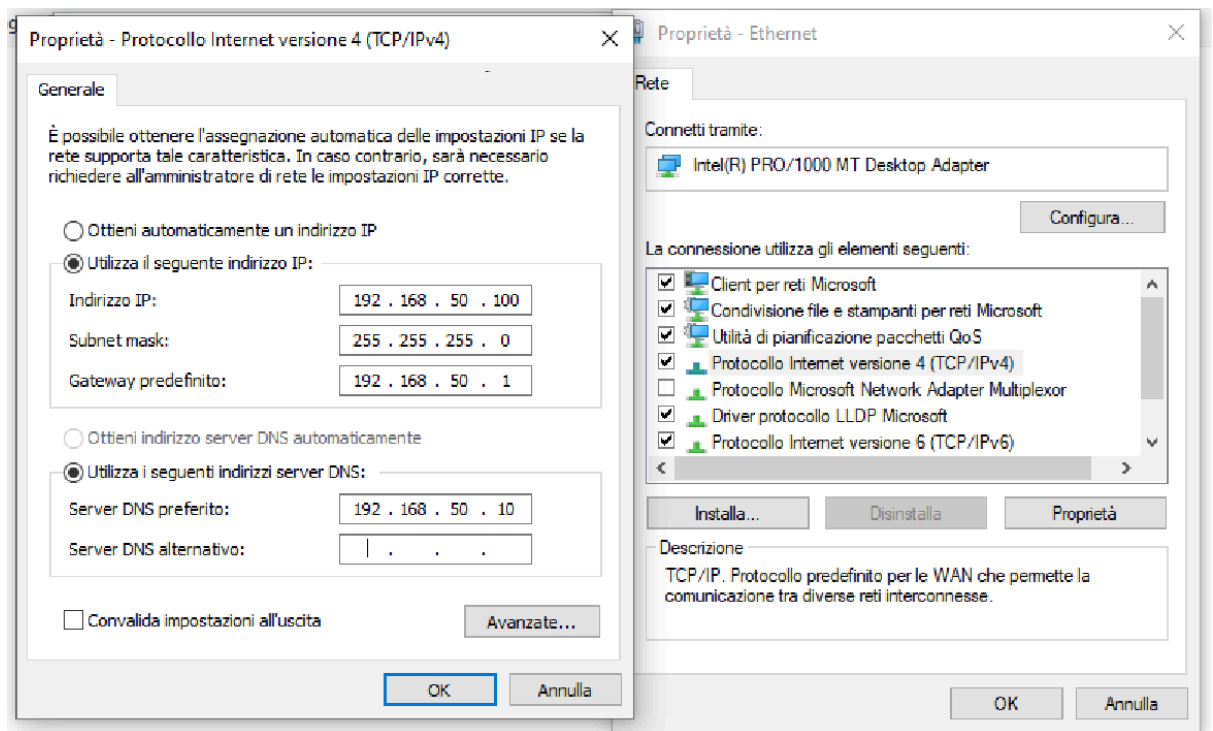 Proprietà - Protocollo Internet versione 4 (TCP/IPv4)
Generale
È possibile ottenere l'assegnazione automatica delle impostazioni IP se la
rete supporta tale caratteristica. In caso contrario, sarà necessario
richiedere all'amministratore di rete le impostazioni IP corrette.
Ottieni automaticamente un indirizzo IP
Utilizza il seguente indirizzo IP:
Indirizzo IP: 192 . 168 . 50 . 100
Subnet mask: 255 . 255 . 255 . 0
Gateway predefinito: 192 . 168 . 50 . 1
Ottieni indirizzo server DNS automaticamente
Utilizza i seguenti indirizzi server DNS:
Server DNS preferito: 192 . 168 . 50 . 10
Server DNS alternativo: . . .
Convalida impostazioni all'uscita
Avanzate...
OK Annulla
Proprietà - Ethernet
Rete
Connetti tramite:
Intel(R) PRO/1000 MT Desktop Adapter
Configura...
La connessione utilizza gli elementi seguenti:
Client per reti Microsoft
Condivisione file e stampanti per reti Microsoft
Utilità di pianificazione pacchetti QoS
Protocollo Internet versione 4 (TCP/IPv4)
Protocollo Microsoft Network Adapter Multiplexor
Driver protocollo LLDP Microsoft
Protocollo Internet versione 6 (TCP/IPv6)
Installa... Disinstalla Proprietà
Descrizione
TCP/IP. Protocollo predefinito per le WAN che permette la
comunicazione tra diverse reti interconnesse.
OK Annulla